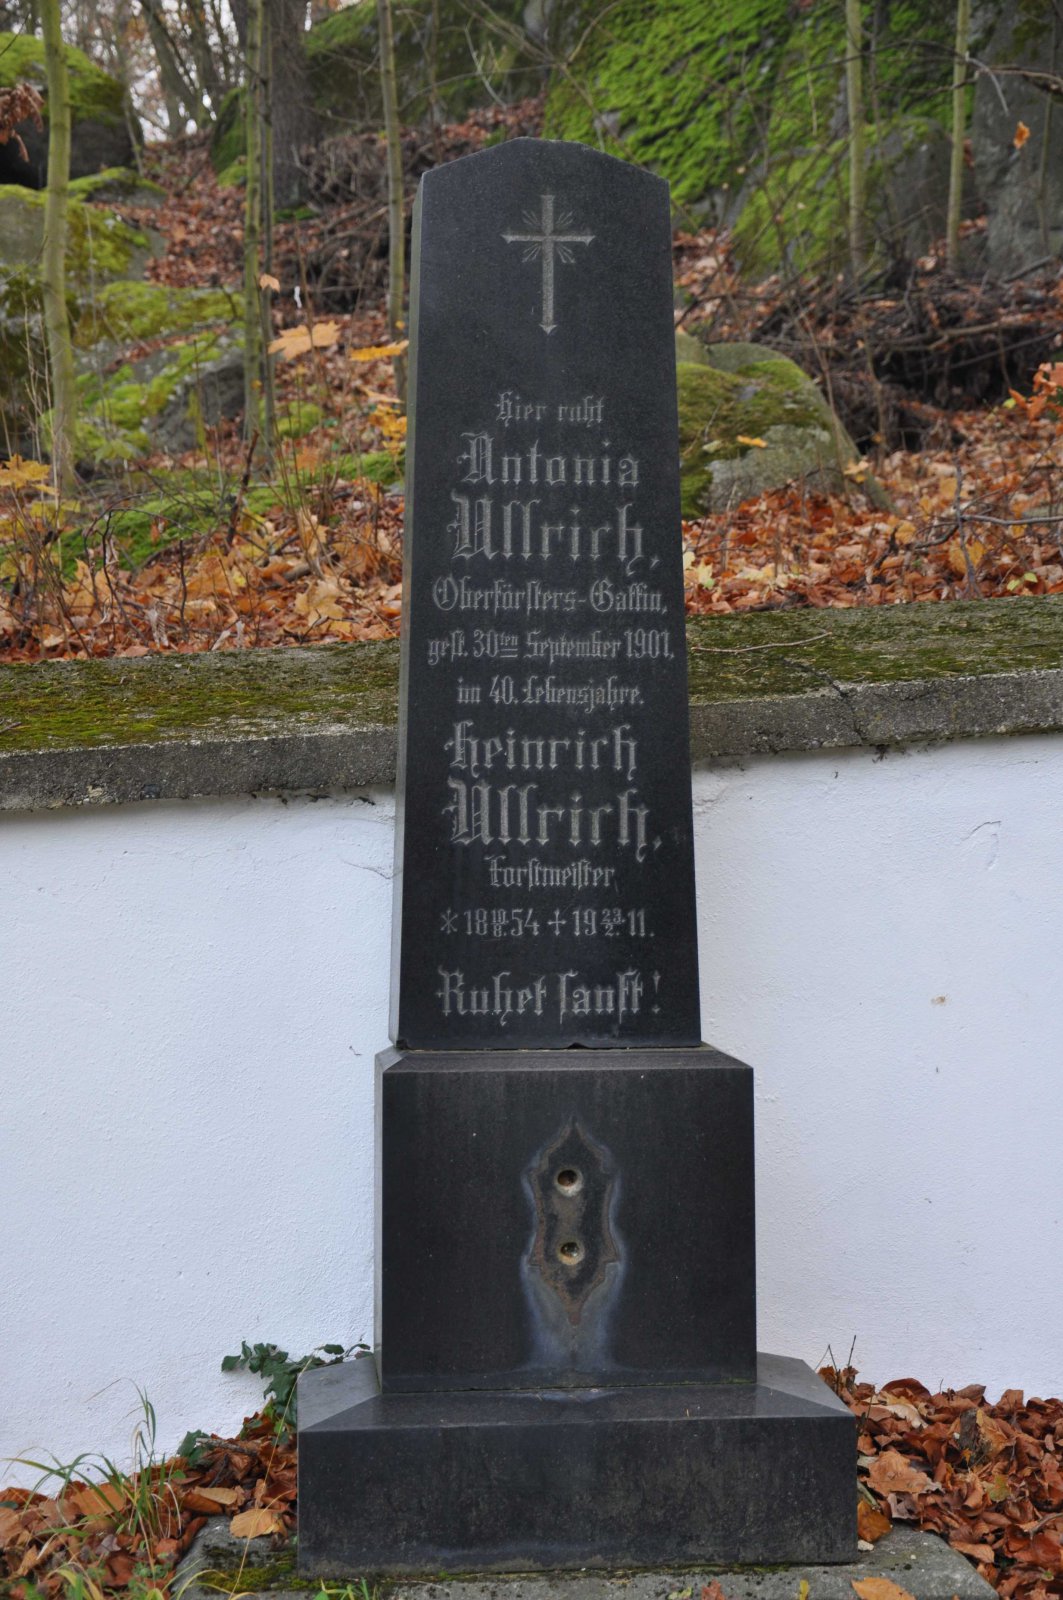 Hier ruht
Antonia
Ullrich,
Oberförsters-Gattin,
gest. 30ten September 1901,
im 40. Lebensjahre.
Heinrich
Ullrich,
Forstmeister
* 18 19./8. 54 + 19 23./2. 11.
Ruhet sanft!